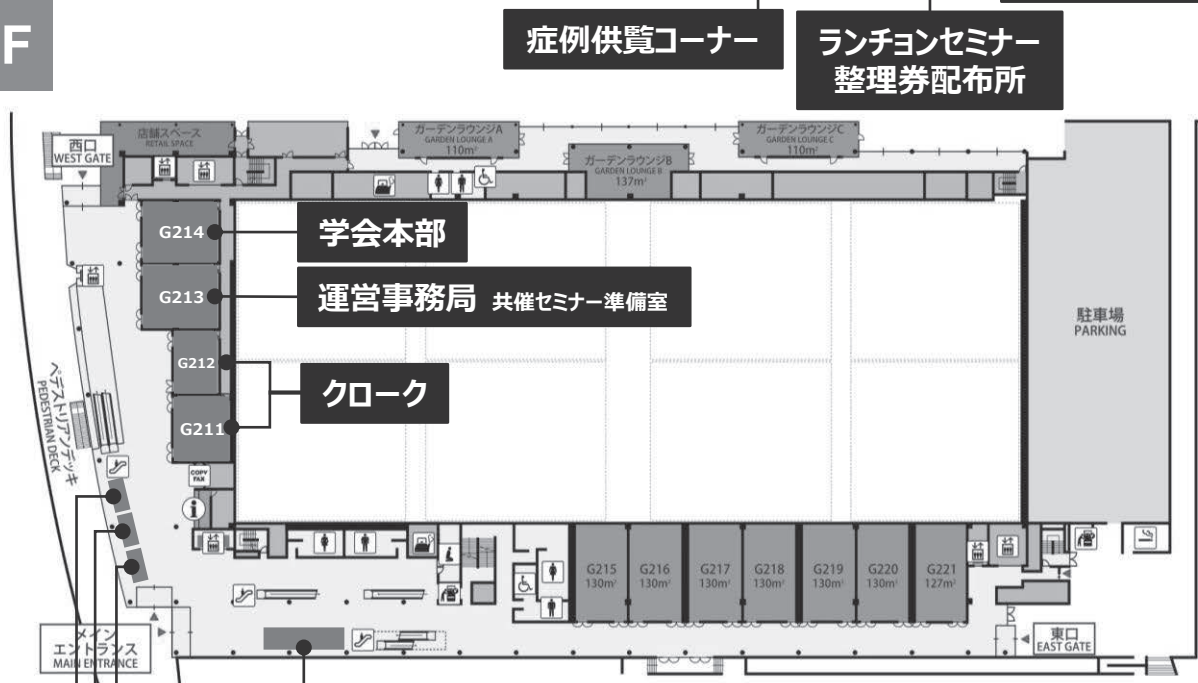 F
症例供覧コーナー
ランチョンセミナー
整理券配布所
西口
WEST GATE
店舗スペース
RETAIL SPACE
ガーデンラウンジA
GARDEN LOUNGE A
110m²
ガーデンラウンジB
GARDEN LOUNGE B
137m²
ガーデンラウンジC
GARDEN LOUNGE C
110m²
G214
学会本部
G213
運営事務局 共催セミナー準備室
G212
クローク
G211
駐車場
PARKING
ペデストリアンデッキ
PEDESTRIAN DECK
COPY
FAX
i
G215
130m²
G216
130m²
G217
130m²
G218
130m²
G219
130m²
G220
130m²
G221
127m²
メイン
エントランス
MAIN ENTRANCE
東口
EAST GATE